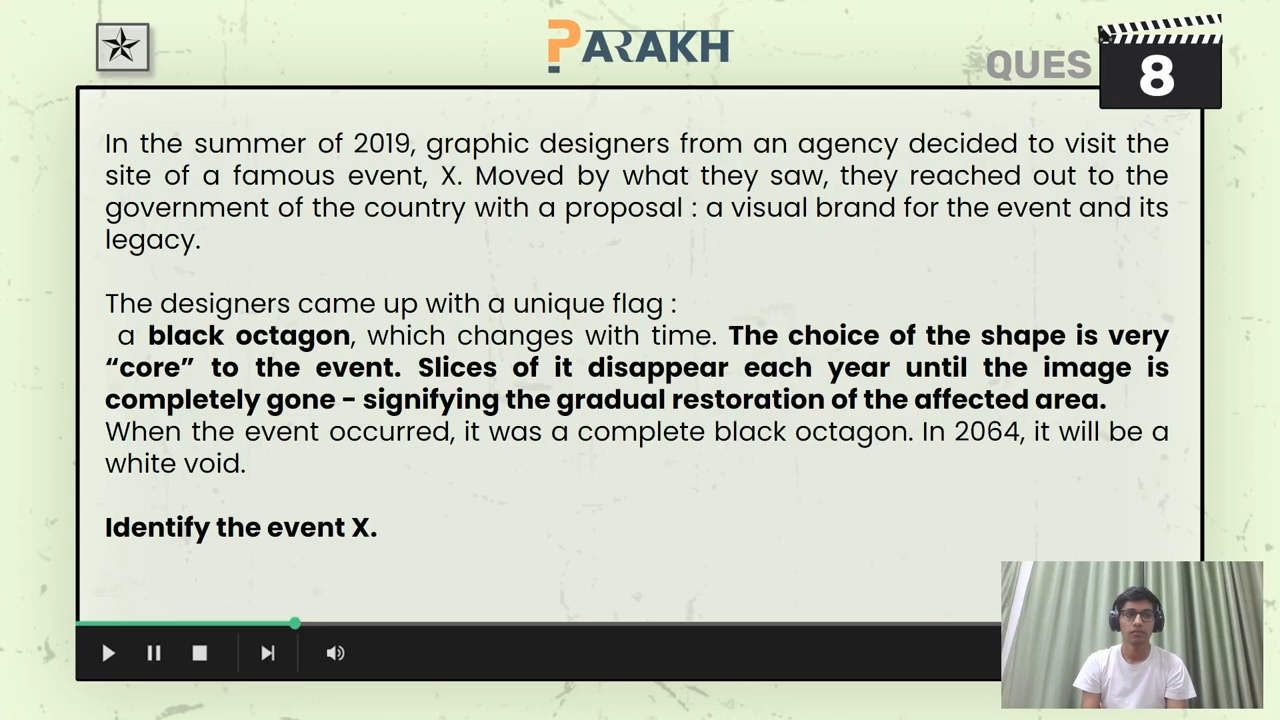 PARAKH
QUES
8
In the summer of 2019, graphic designers from an agency decided to visit the
site of a famous event, X. Moved by what they saw, they reached out to the
government of the country with a proposal : a visual brand for the event and its
legacy.
The designers came up with a unique flag :
a black octagon, which changes with time. The choice of the shape is very
“core” to the event. Slices of it disappear each year until the image is
completely gone - signifying the gradual restoration of the affected area.
When the event occurred, it was a complete black octagon. In 2064, it will be a
white void.
Identify the event X.